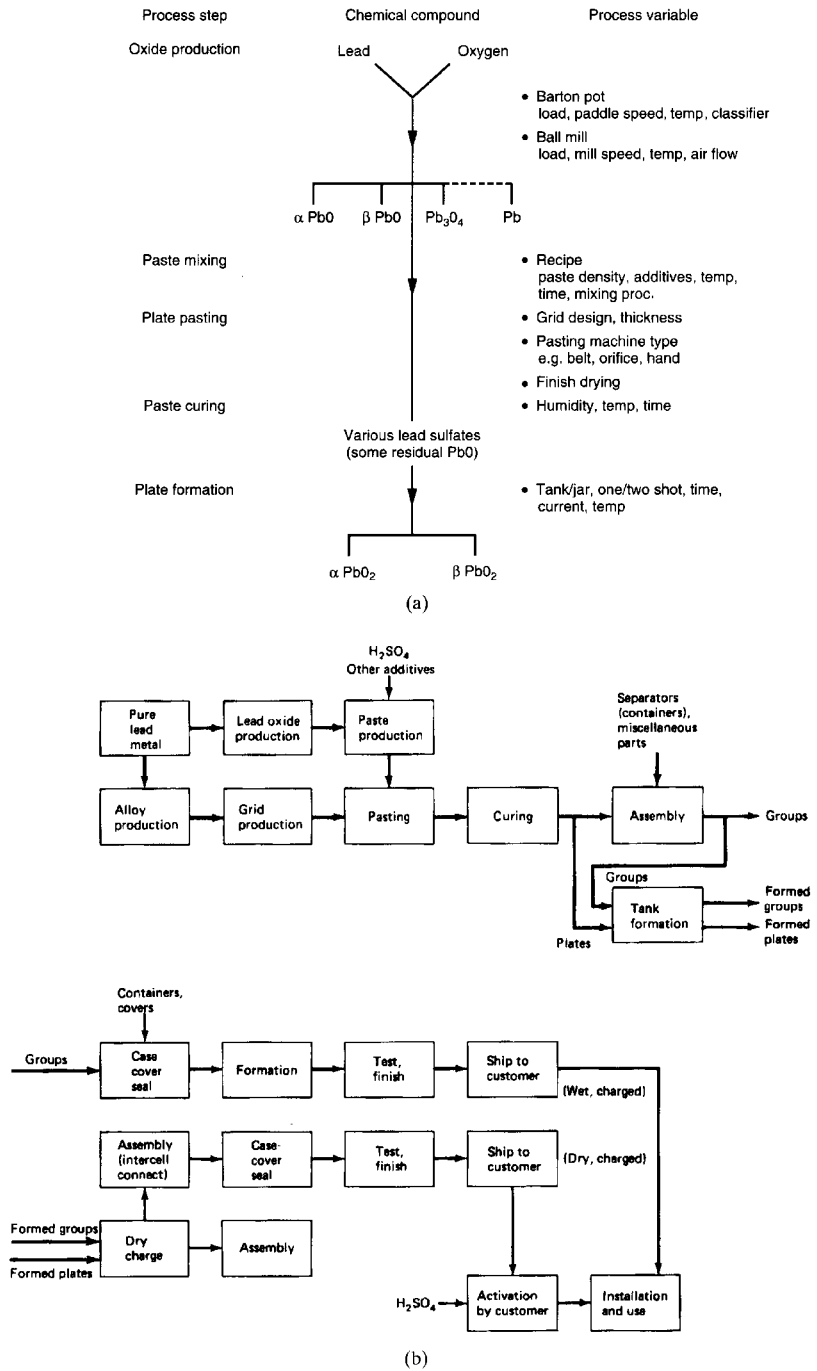 Process step Chemical compound Process variable
Oxide production Lead Oxygen
• Barton pot
load, paddle speed, temp, classifier
• Ball mill
load, mill speed, temp, air flow
α PbO β PbO Pb₃O₄ Pb
Paste mixing
• Recipe
paste density, additives, temp,
time, mixing proc.
Plate pasting
• Grid design, thickness
• Pasting machine type
e.g. belt, orifice, hand
• Finish drying
Paste curing
• Humidity, temp, time
Various lead sulfates
(some residual PbO)
Plate formation
• Tank/jar, one/two shot, time,
current, temp
α PbO₂ β PbO₂
(a)
H₂SO₄
Other additives
Pure
lead
metal
Lead oxide
production
Paste
production
Separators
(containers),
miscellaneous
parts
Alloy
production
Grid
production
Pasting
Curing
Assembly
Groups
Groups
Plates
Tank
formation
Formed
groups
Formed
plates
Containers,
covers
Groups
Case
cover
seal
Formation
Test,
finish
Ship to
customer
(Wet, charged)
Assembly
(intercell
connect)
Case-
cover
seal
Test,
finish
Ship to
customer
(Dry, charged)
Formed groups
Formed plates
Dry
charge
Assembly
H₂SO₄
Activation
by customer
Installation
and use
(b)